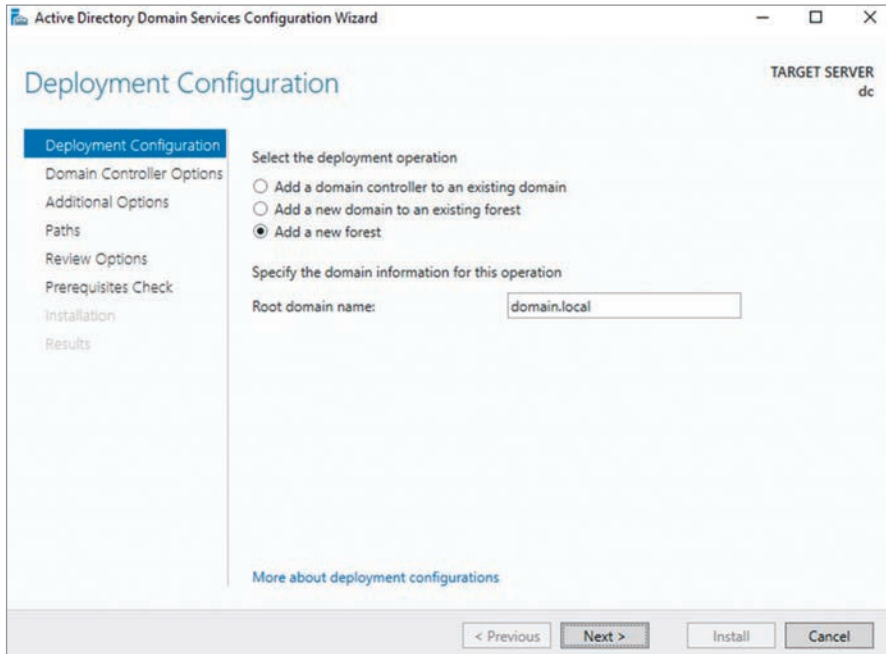 Active Directory Domain Services Configuration Wizard
Deployment Configuration
TARGET SERVER
dc
Deployment Configuration
Domain Controller Options
Additional Options
Paths
Review Options
Prerequisites Check
Installation
Results
Select the deployment operation
Add a domain controller to an existing domain
Add a new domain to an existing forest
Add a new forest
Specify the domain information for this operation
Root domain name:
domain.local
More about deployment configurations
< Previous
Next >
Install
Cancel